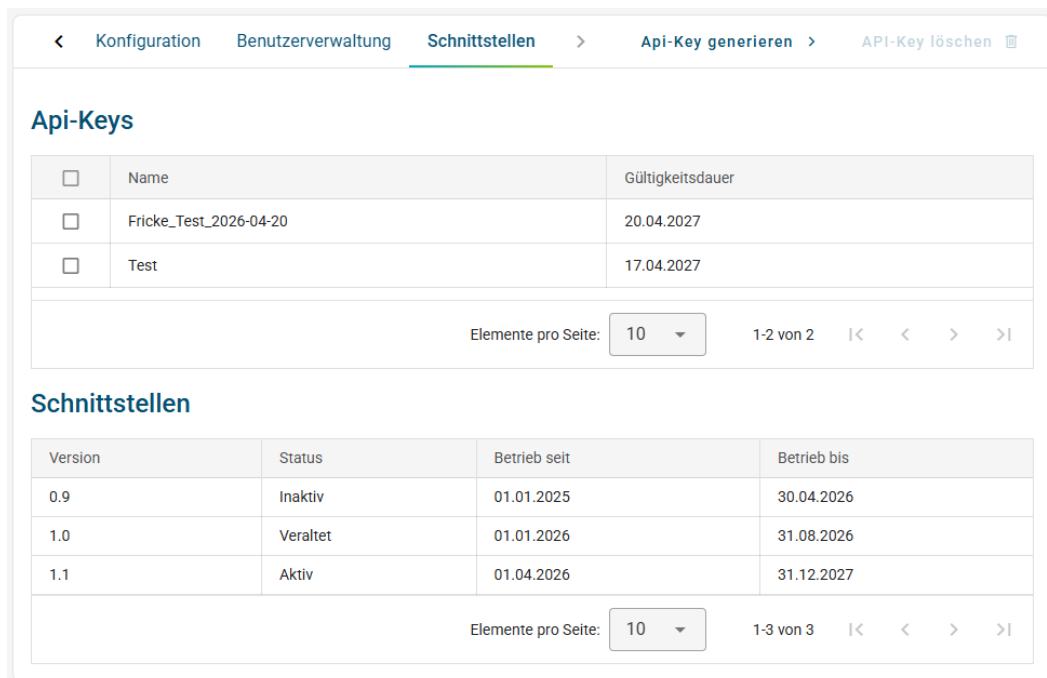 Konfiguration Benutzerverwaltung Schnittstellen Api-Key generieren API-Key löschen
Api-Keys
Name Gültigkeitsdauer
Fricke_Test_2026-04-20 20.04.2027
Test 17.04.2027
Elemente pro Seite: 10 1-2 von 2
Schnittstellen
Version Status Betrieb seit Betrieb bis
0.9 Inaktiv 01.01.2025 30.04.2026
1.0 Veraltet 01.01.2026 31.08.2026
1.1 Aktiv 01.04.2026 31.12.2027
Elemente pro Seite: 10 1-3 von 3